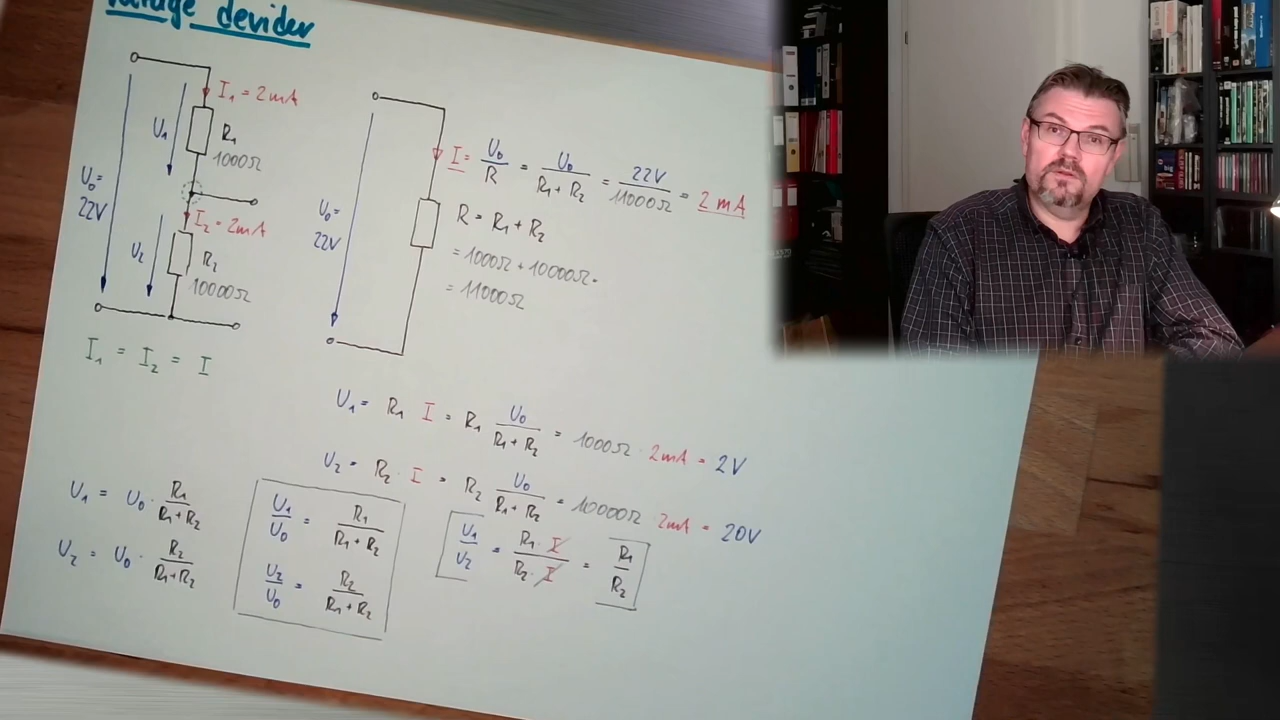 Voltage devider
I₁ = 2mA
U₁
R₁
1000Ω
U₀=
22V
I₂ = 2mA
U₂
R₂
10000Ω
I₁ = I₂ = I
U₀=
22V
I = U₀/R = U₀/(R₁+R₂) = 22V/11000Ω = 2 mA
R = R₁ + R₂
= 1000Ω + 10000Ω
= 11000Ω
U₁ = R₁ I = R₁ U₀/(R₁+R₂) = 1000Ω · 2mA = 2V
U₂ = R₂ · I = R₂ U₀/(R₁+R₂) = 10000Ω 2mA = 20V
U₁ = U₀ · R₁/(R₁+R₂)
U₂ = U₀ · R₂/(R₁+R₂)
U₁/U₀ = R₁/(R₁+R₂)
U₂/U₀ = R₂/(R₁+R₂)
U₁/U₂ = R₁·I/R₂·I = R₁/R₂